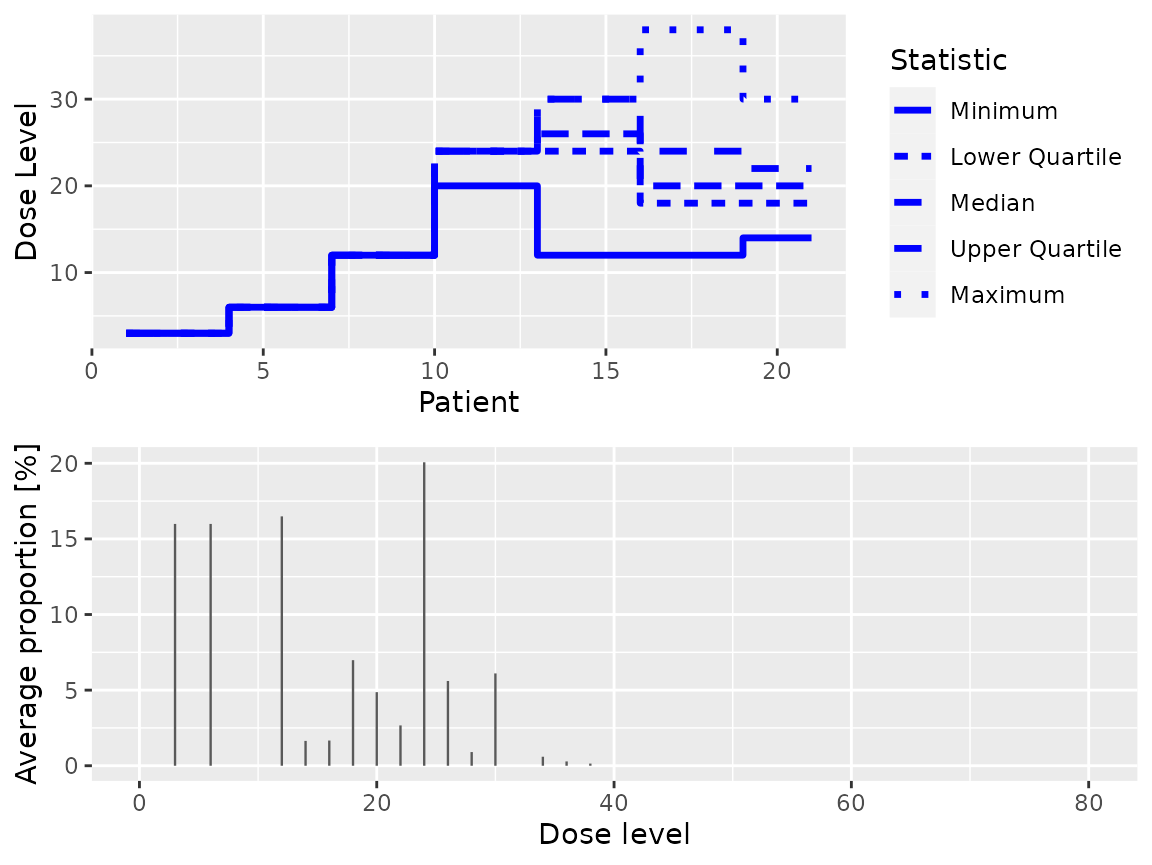 Dose Level
30
20
10
0 5 10 15 20
Patient
Statistic
Minimum
Lower Quartile
Median
Upper Quartile
Maximum
Average proportion [%]
20
15
10
5
0
0 20 40 60 80
Dose level